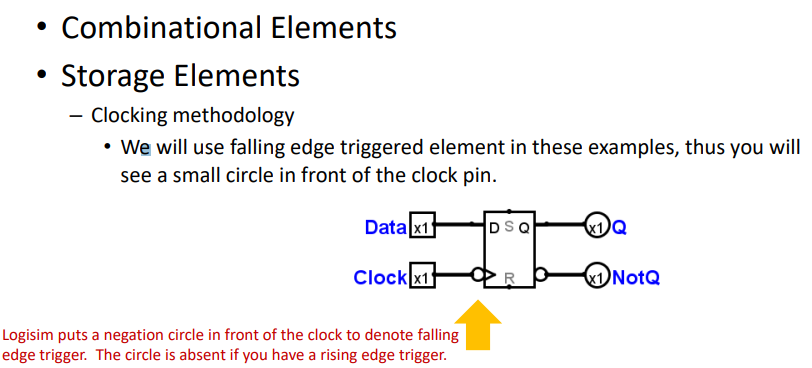 • Combinational Elements
• Storage Elements
– Clocking methodology
• We will use falling edge triggered element in these examples, thus you will
see a small circle in front of the clock pin.
Data x1 D S Q x1 Q
Clock x1 R x1 NotQ
Logisim puts a negation circle in front of the clock to denote falling
edge trigger. The circle is absent if you have a rising edge trigger.